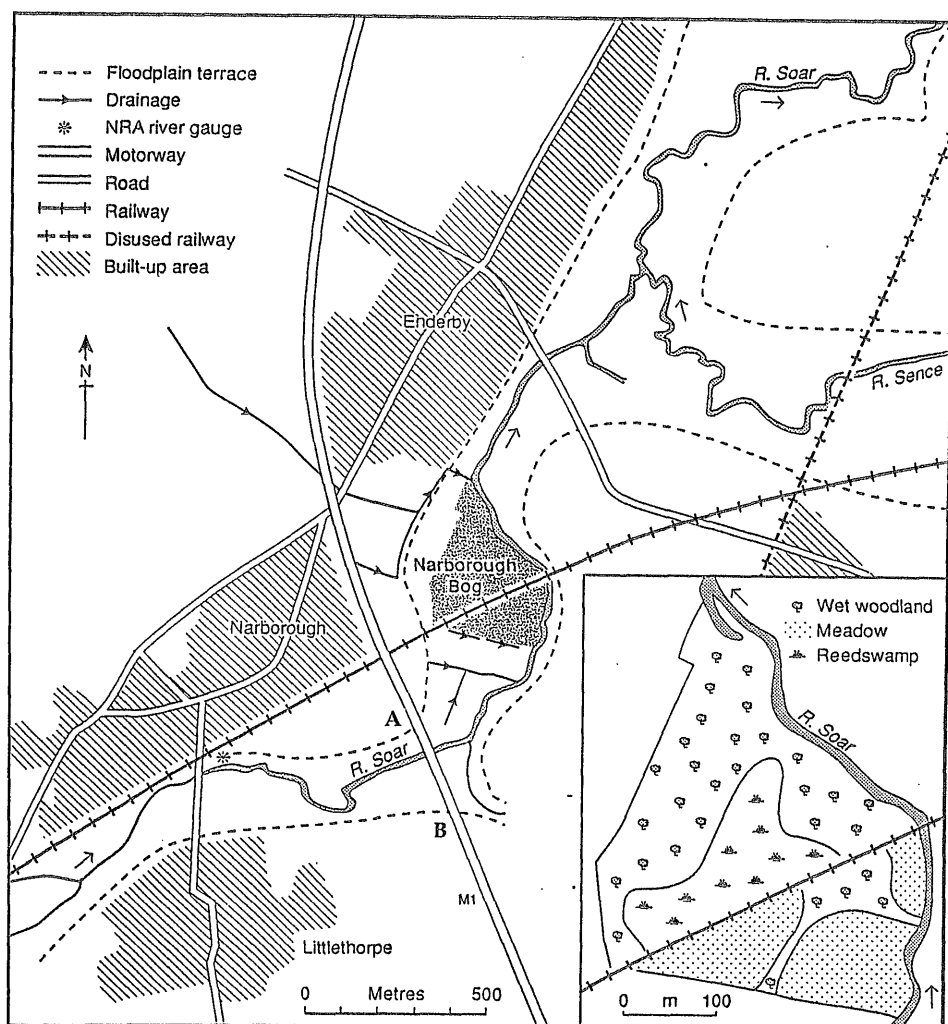 Floodplain terrace
Drainage
NRA river gauge
Motorway
Road
Railway
Disused railway
Built-up area
N
R. Soar
Enderby
R. Sence
Narborough
Bog
Narborough
A
R. Soar
B
M1
Littlethorpe
0 Metres 500
Wet woodland
Meadow
Reedswamp
R. Soar
0 m 100